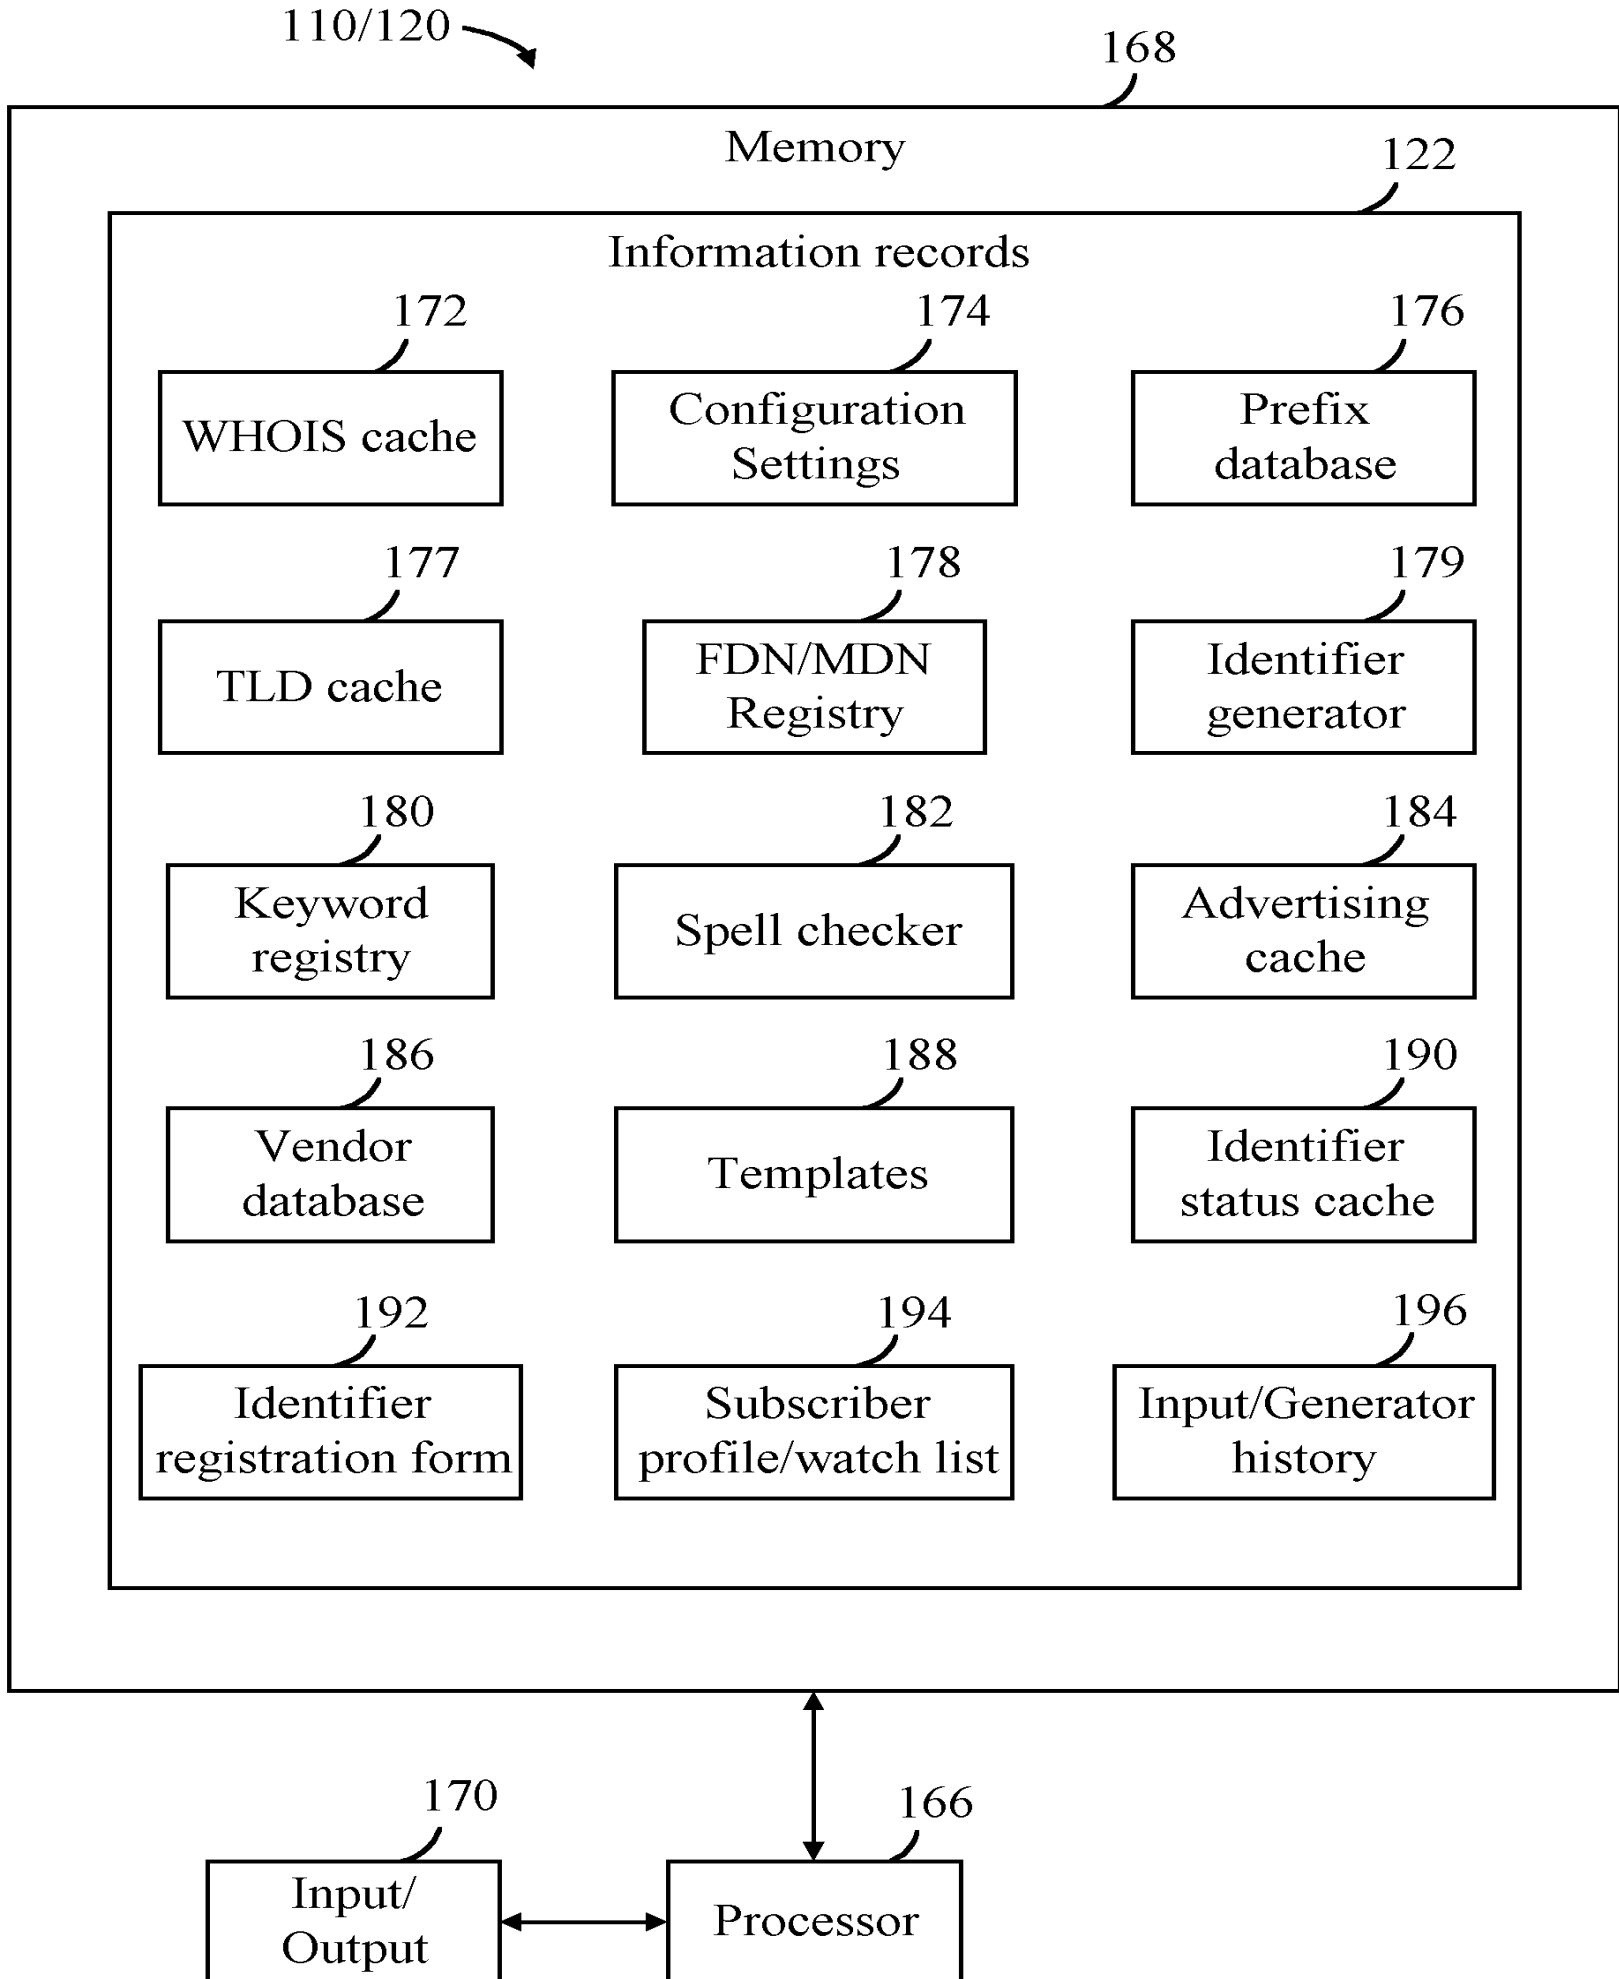 110/120
168
Memory
122
Information records
172
174
176
WHOIS cache
Configuration
Settings
Prefix
database
177
178
179
TLD cache
FDN/MDN
Registry
Identifier
generator
180
182
184
Keyword
registry
Spell checker
Advertising
cache
186
188
190
Vendor
database
Templates
Identifier
status cache
192
194
196
Identifier
registration form
Subscriber
profile/watch list
Input/Generator
history
170
166
Input/
Output
Processor